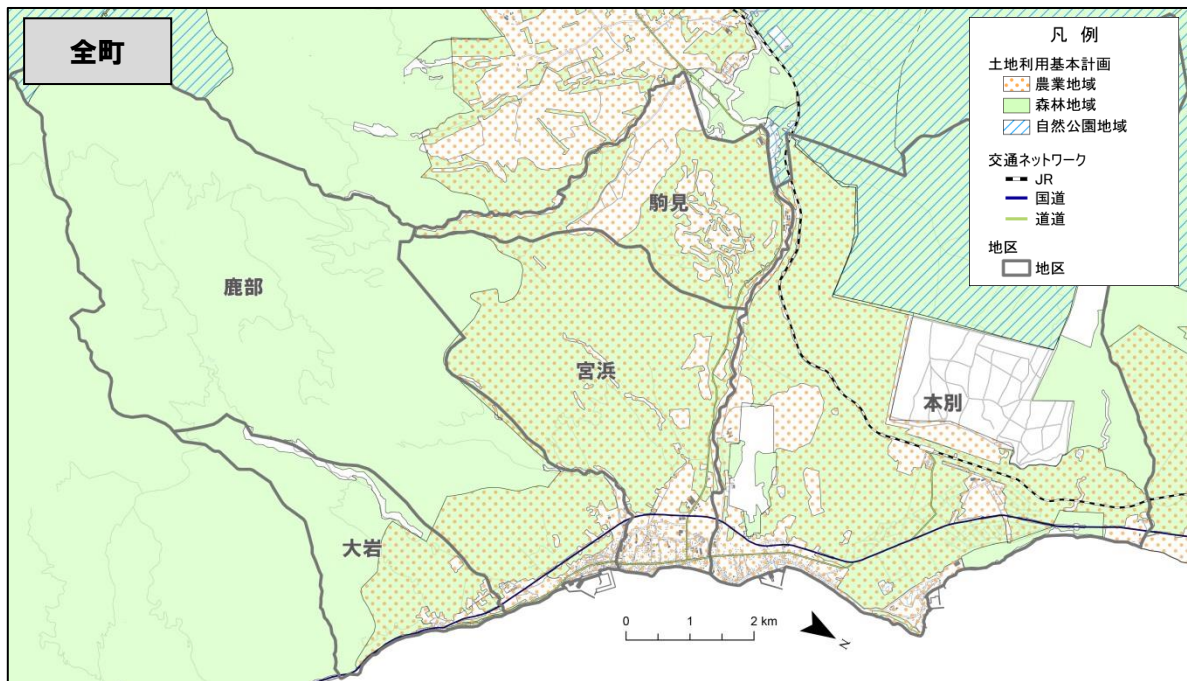 全町
凡 例
土地利用基本計画
農業地域
森林地域
自然公園地域
交通ネットワーク
JR
国道
道道
地区
地区
駒見
鹿部
宮浜
本別
大岩
0 1 2 km
N